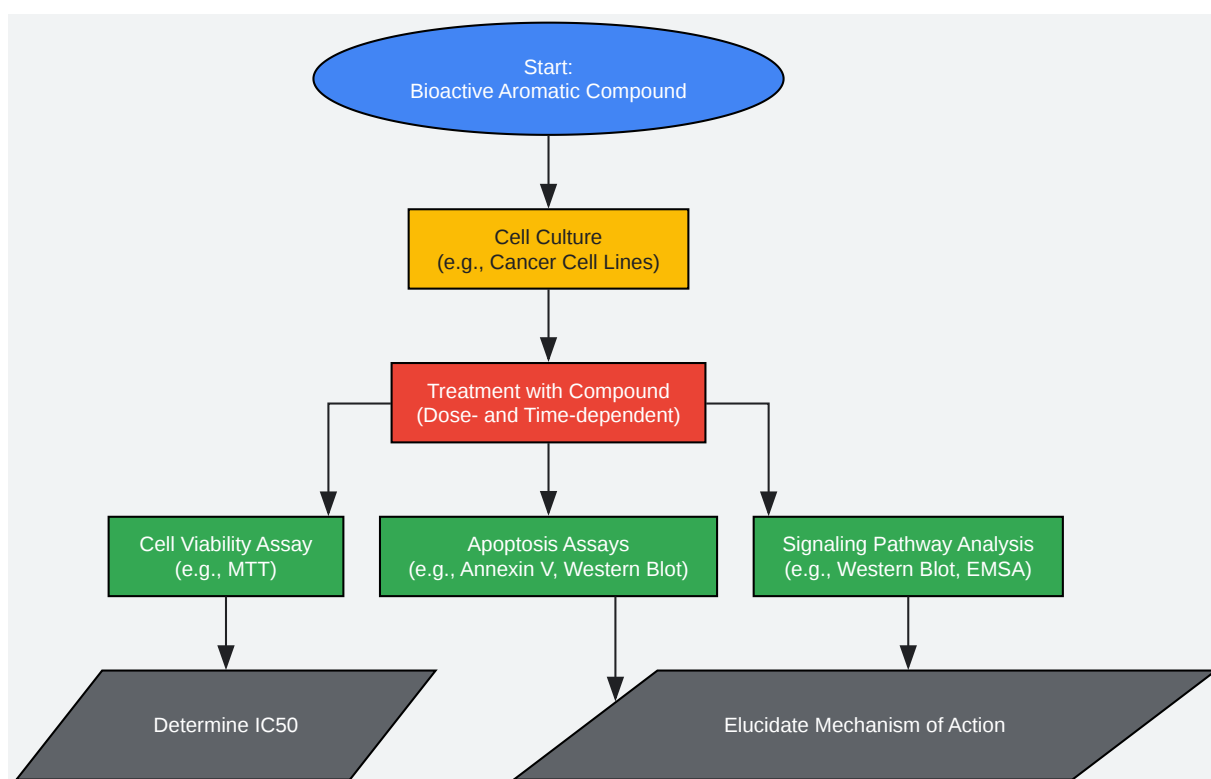 Start:
Bioactive Aromatic Compound
Cell Culture
(e.g., Cancer Cell Lines)
Treatment with Compound
(Dose- and Time-dependent)
Cell Viability Assay
(e.g., MTT)
Apoptosis Assays
(e.g., Annexin V, Western Blot)
Signaling Pathway Analysis
(e.g., Western Blot, EMSA)
Determine IC50
Elucidate Mechanism of Action